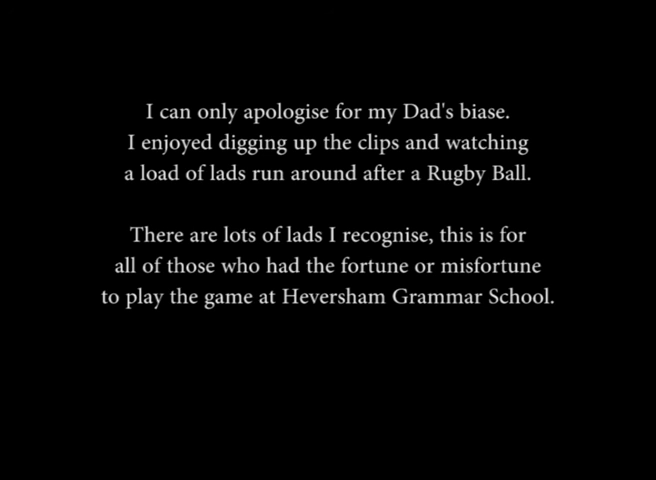 I can only apologise for my Dad's biase.
I enjoyed digging up the clips and watching
a load of lads run around after a Rugby Ball.
There are lots of lads I recognise, this is for
all of those who had the fortune or misfortune
to play the game at Heversham Grammar School.